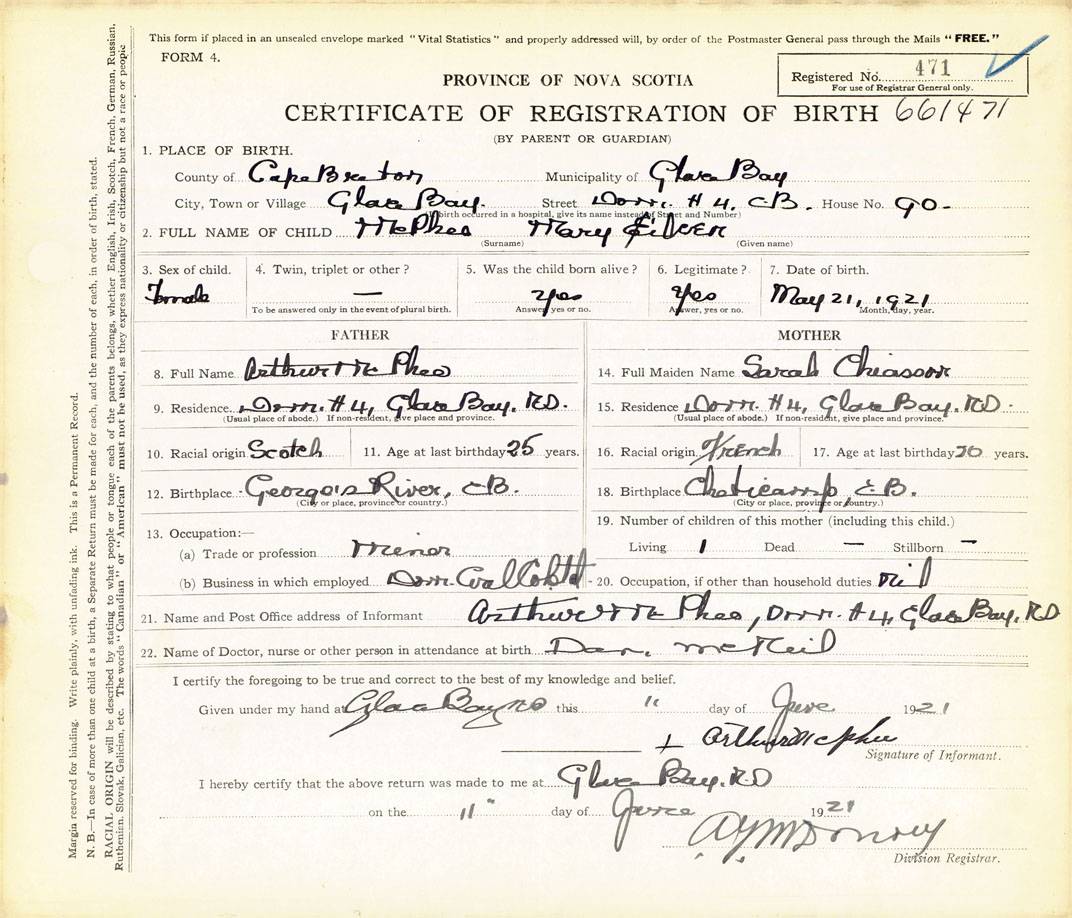 This form if placed in an unsealed envelope marked "Vital Statistics" and properly addressed will, by order of the Postmaster General pass through the Mails "FREE."
FORM 4.
Registered No. 471
For use of Registrar General only.
PROVINCE OF NOVA SCOTIA
CERTIFICATE OF REGISTRATION OF BIRTH 661471
(BY PARENT OR GUARDIAN)
1. PLACE OF BIRTH.
County of Cape Breton Municipality of Glace Bay
City, Town or Village Glace Bay. Street Dom. #4, CB. House No. 90-
(If birth occurred in a hospital, give its name instead of Street and Number)
2. FULL NAME OF CHILD McPhee Mary Eileen
(Surname) (Given name)
3. Sex of child. 4. Twin, triplet or other? 5. Was the child born alive? 6. Legitimate? 7. Date of birth.
Female — Yes Yes May 21, 1921
To be answered only in the event of plural birth. Answer, yes or no. Answer, yes or no. Month, day, year.
FATHER MOTHER
8. Full Name Arthur Mc Phee 14. Full Maiden Name Sarah Chiasson
9. Residence Dom. #4, Glace Bay. RD. 15. Residence Dom. #4, Glace Bay. RD.
(Usual place of abode.) If non-resident, give place and province. (Usual place of abode.) If non-resident, give place and province.
10. Racial origin Scotch 11. Age at last birthday 25 years. 16. Racial origin French 17. Age at last birthday 20 years.
12. Birthplace Georges River, CB. 18. Birthplace Cheticamp, CB.
(City or place, province or country.) (City or place, province or country.)
13. Occupation:— 19. Number of children of this mother (including this child.)
(a) Trade or profession Miner Living 1 Dead — Stillborn —
(b) Business in which employed Dom. Coal Co Ltd- 20. Occupation, if other than household duties Nil
21. Name and Post Office address of Informant Arthur Mc Phee, Dom. #4, Glace Bay. RD
22. Name of Doctor, nurse or other person in attendance at birth Dan. McNeil
I certify the foregoing to be true and correct to the best of my knowledge and belief.
Given under my hand at Glace Bay this " day of June 1921
+ Arthur McPhee
Signature of Informant.
I hereby certify that the above return was made to me at Glace Bay. RD
on the 11" day of June 1921
Division Registrar.
Margin reserved for binding. Write plainly, with unfading ink. This is a Permanent Record.
N. B.—In case of more than one child at a birth, a Separate Return must be made for each, and the number of each, in order of birth, stated.
RACIAL ORIGIN will be described by stating to what people or tongue each of the parents belongs, whether English, Irish, Scotch, French, German, Russian,
Ruthenian, Slovak, Galician, etc. The words "Canadian" or "American" must not be used, as they express nationality or citizenship but not a race or people